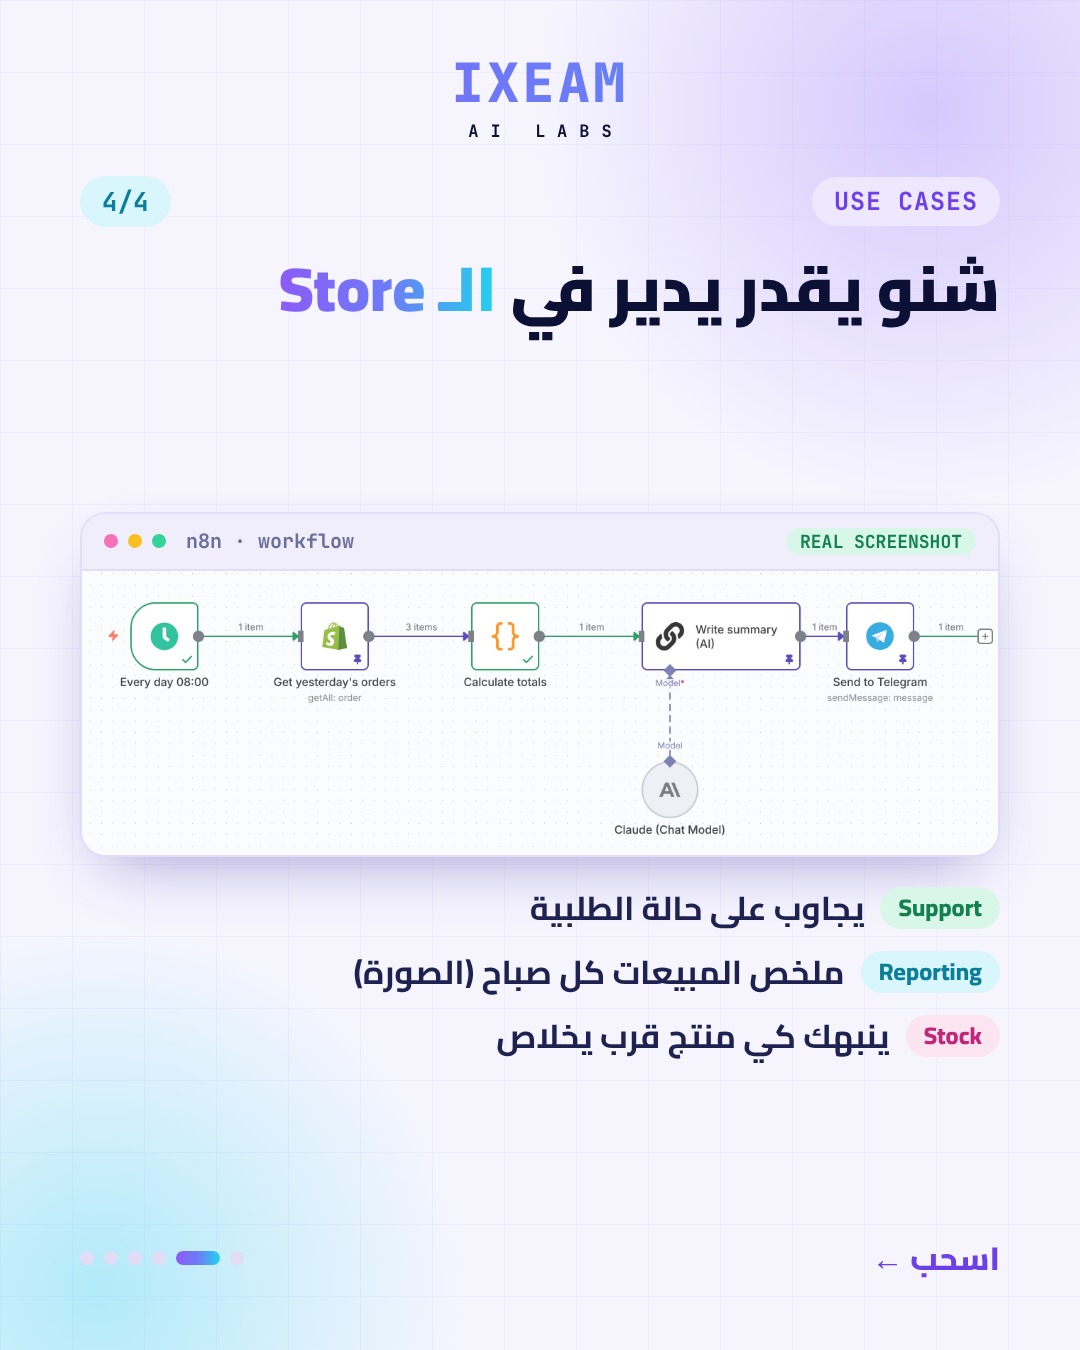 IXEAM
AI LABS
USE CASES
4/4
شنو يقدر يدير في الـ Store
n8n · workflow
REAL SCREENSHOT
1 item
3 items
1 item
1 item
1 item
Write summary (AI)
Every day 08:00
Get yesterday's orders
getAll: order
Calculate totals
Model*
Send to Telegram
sendMessage: message
Model
Claude (Chat Model)
Support يجاوب على حالة الطلبية
Reporting ملخص المبيعات كل صباح (الصورة)
Stock ينبهك كي منتج قرب يخلاص
اسحب ←